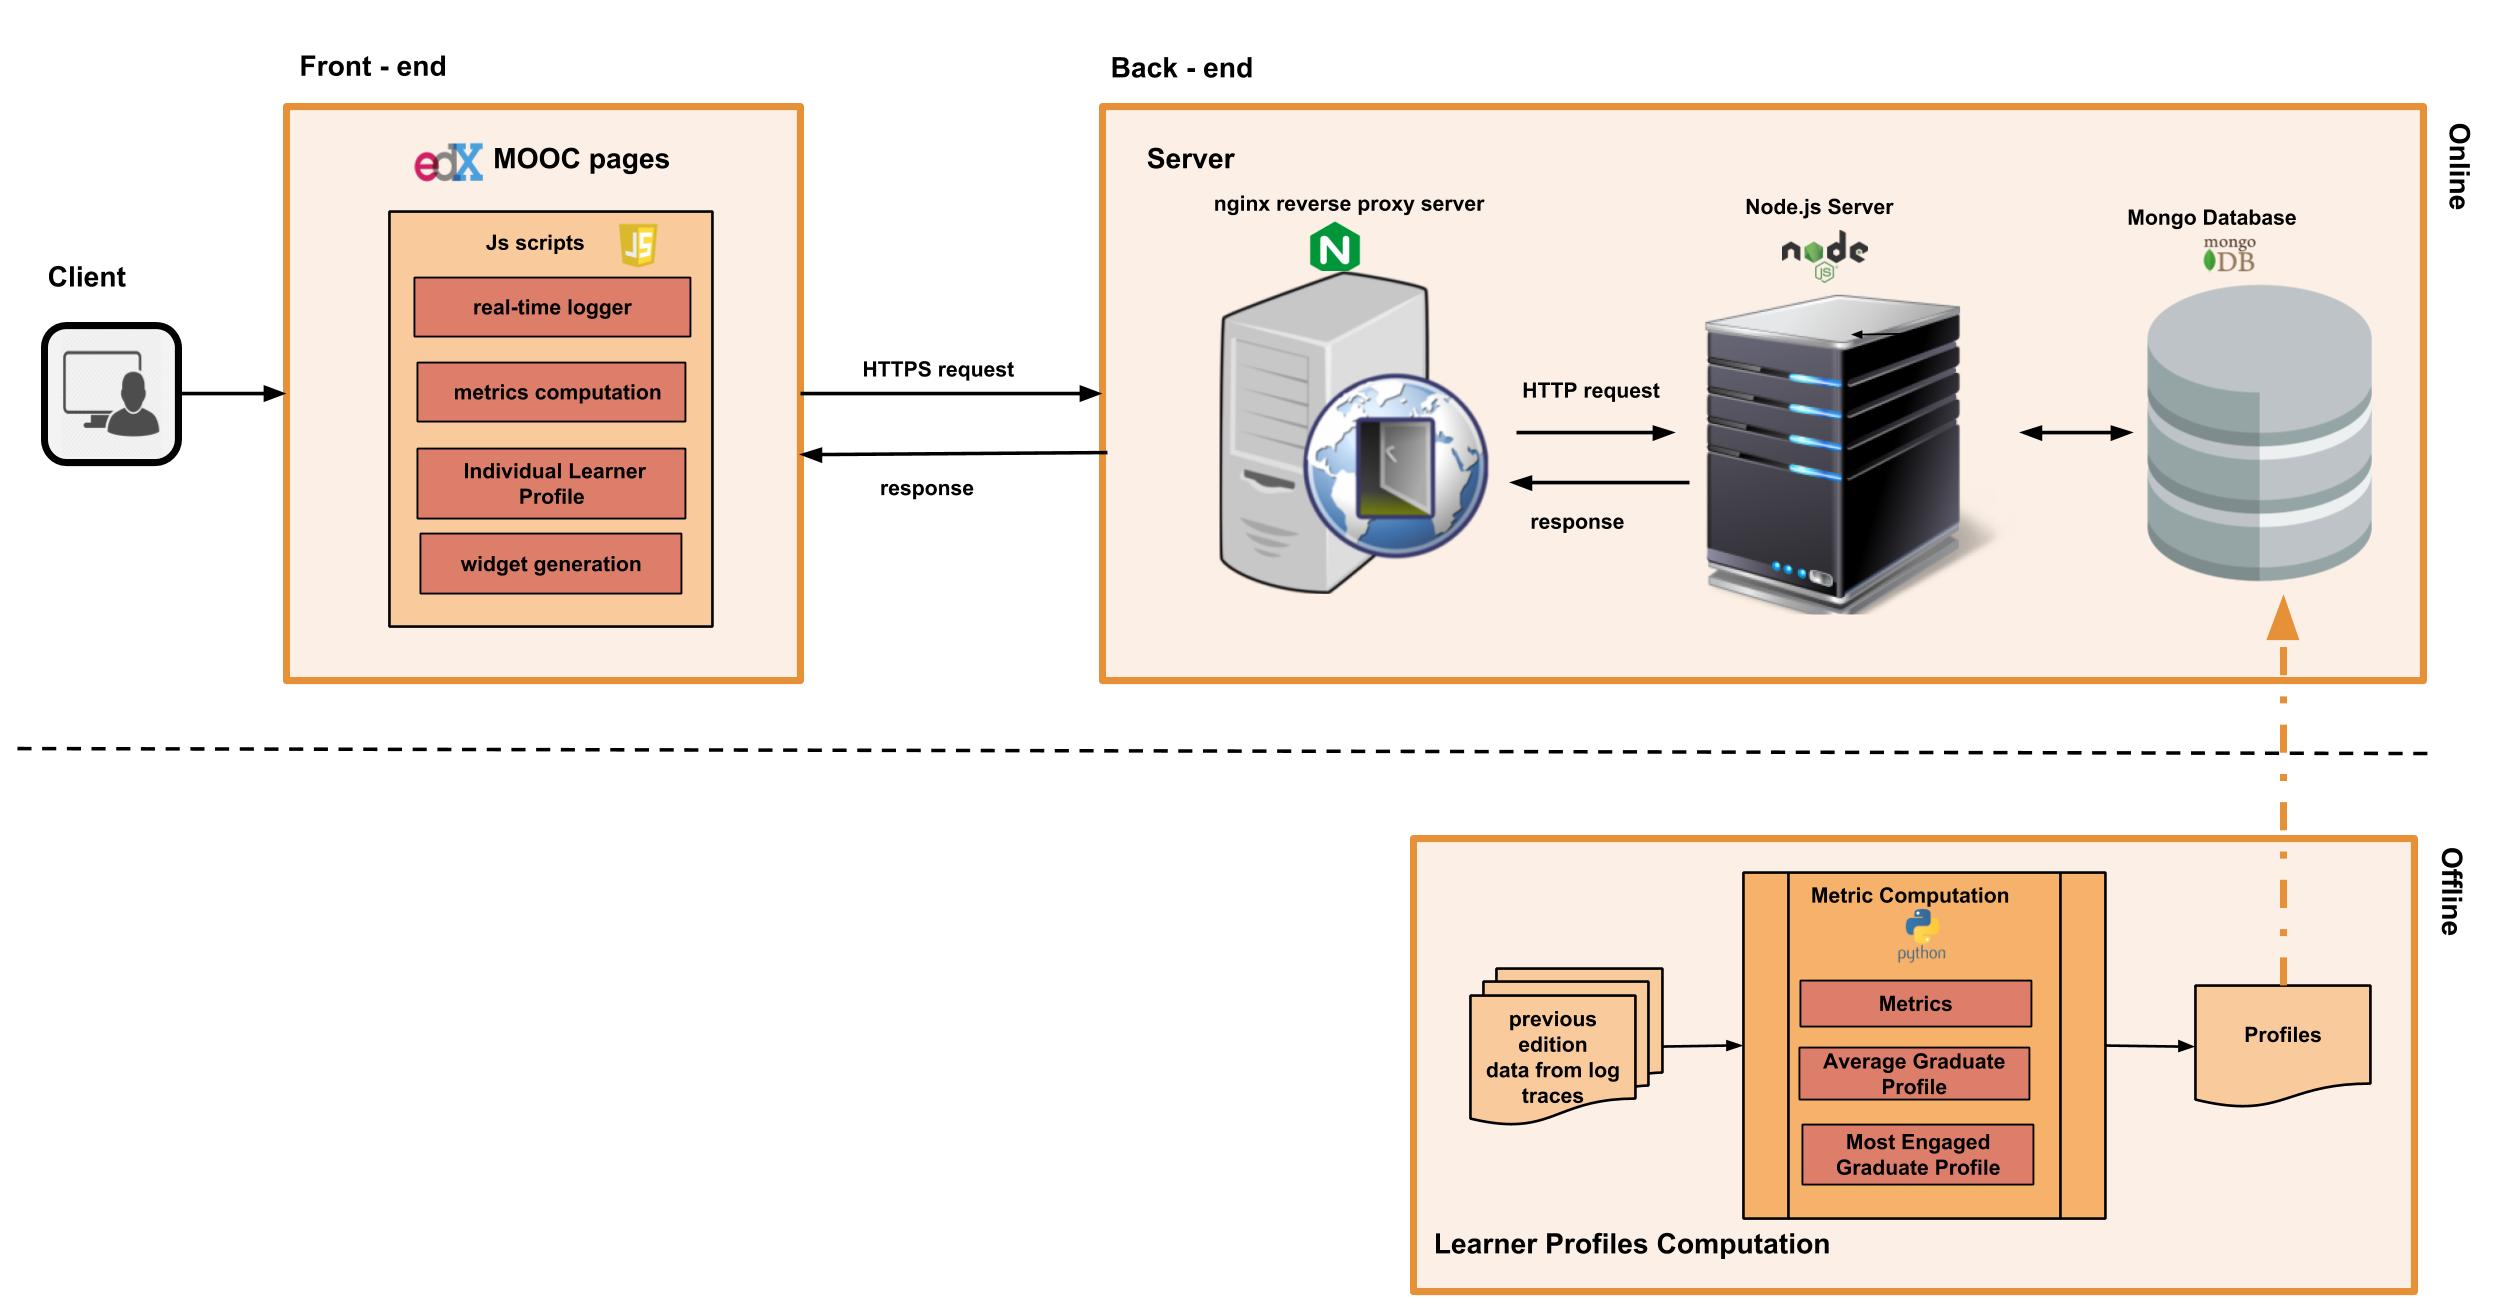 Front - end
Back - end
Online
edX MOOC pages
Server
Js scripts
JS
nginx reverse proxy server
N
Node.js Server
node
JS
Mongo Database
mongo
DB
Client
real-time logger
metrics computation
Individual Learner
Profile
widget generation
HTTPS request
response
HTTP request
response
Offline
Metric Computation
python
previous
edition
data from log
traces
Metrics
Average Graduate
Profile
Most Engaged
Graduate Profile
Profiles
Learner Profiles Computation